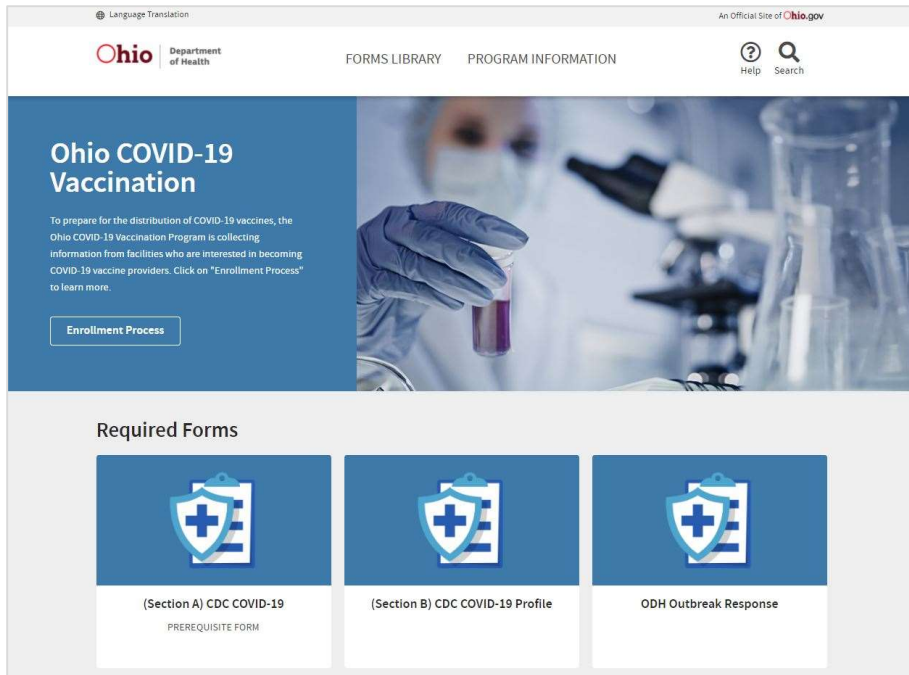 Language Translation
An Official Site of Ohio.gov
Ohio Department
of Health
FORMS LIBRARY
PROGRAM INFORMATION
Help
Search
Ohio COVID-19
Vaccination
To prepare for the distribution of COVID-19 vaccines, the
Ohio COVID-19 Vaccination Program is collecting
information from facilities who are interested in becoming
COVID-19 vaccine providers. Click on "Enrollment Process"
to learn more.
Enrollment Process
Required Forms
(Section A) CDC COVID-19
PREREQUISITE FORM
(Section B) CDC COVID-19 Profile
ODH Outbreak Response